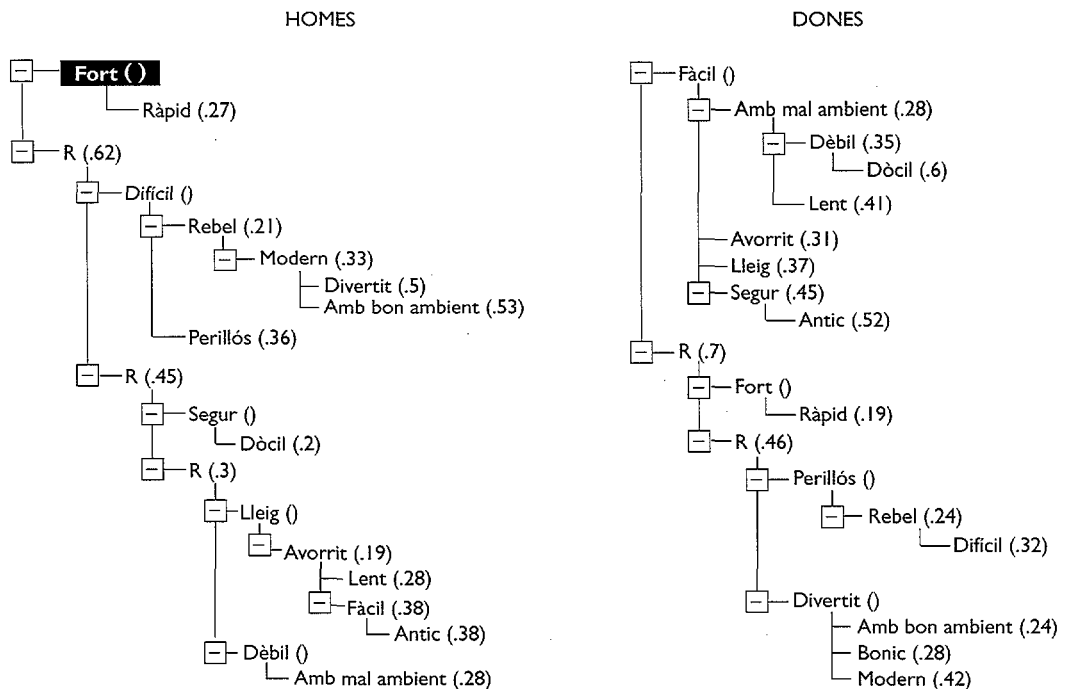 HOMES
Fort ()
Ràpid (.27)
R (.62)
Difícil ()
Rebel (.21)
Modern (.33)
Divertit (.5)
Amb bon ambient (.53)
Perillós (.36)
R (.45)
Segur ()
Dòcil (.2)
R (.3)
Lleig ()
Avorrit (.19)
Lent (.28)
Fàcil (.38)
Antic (.38)
Dèbil ()
Amb mal ambient (.28)
DONES
Fàcil ()
Amb mal ambient (.28)
Dèbil (.35)
Dòcil (.6)
Lent (.41)
Avorrit (.31)
Lleig (.37)
Segur (.45)
Antic (.52)
R (.7)
Fort ()
Ràpid (.19)
R (.46)
Perillós ()
Rebel (.24)
Difícil (.32)
Divertit ()
Amb bon ambient (.24)
Bonic (.28)
Modern (.42)